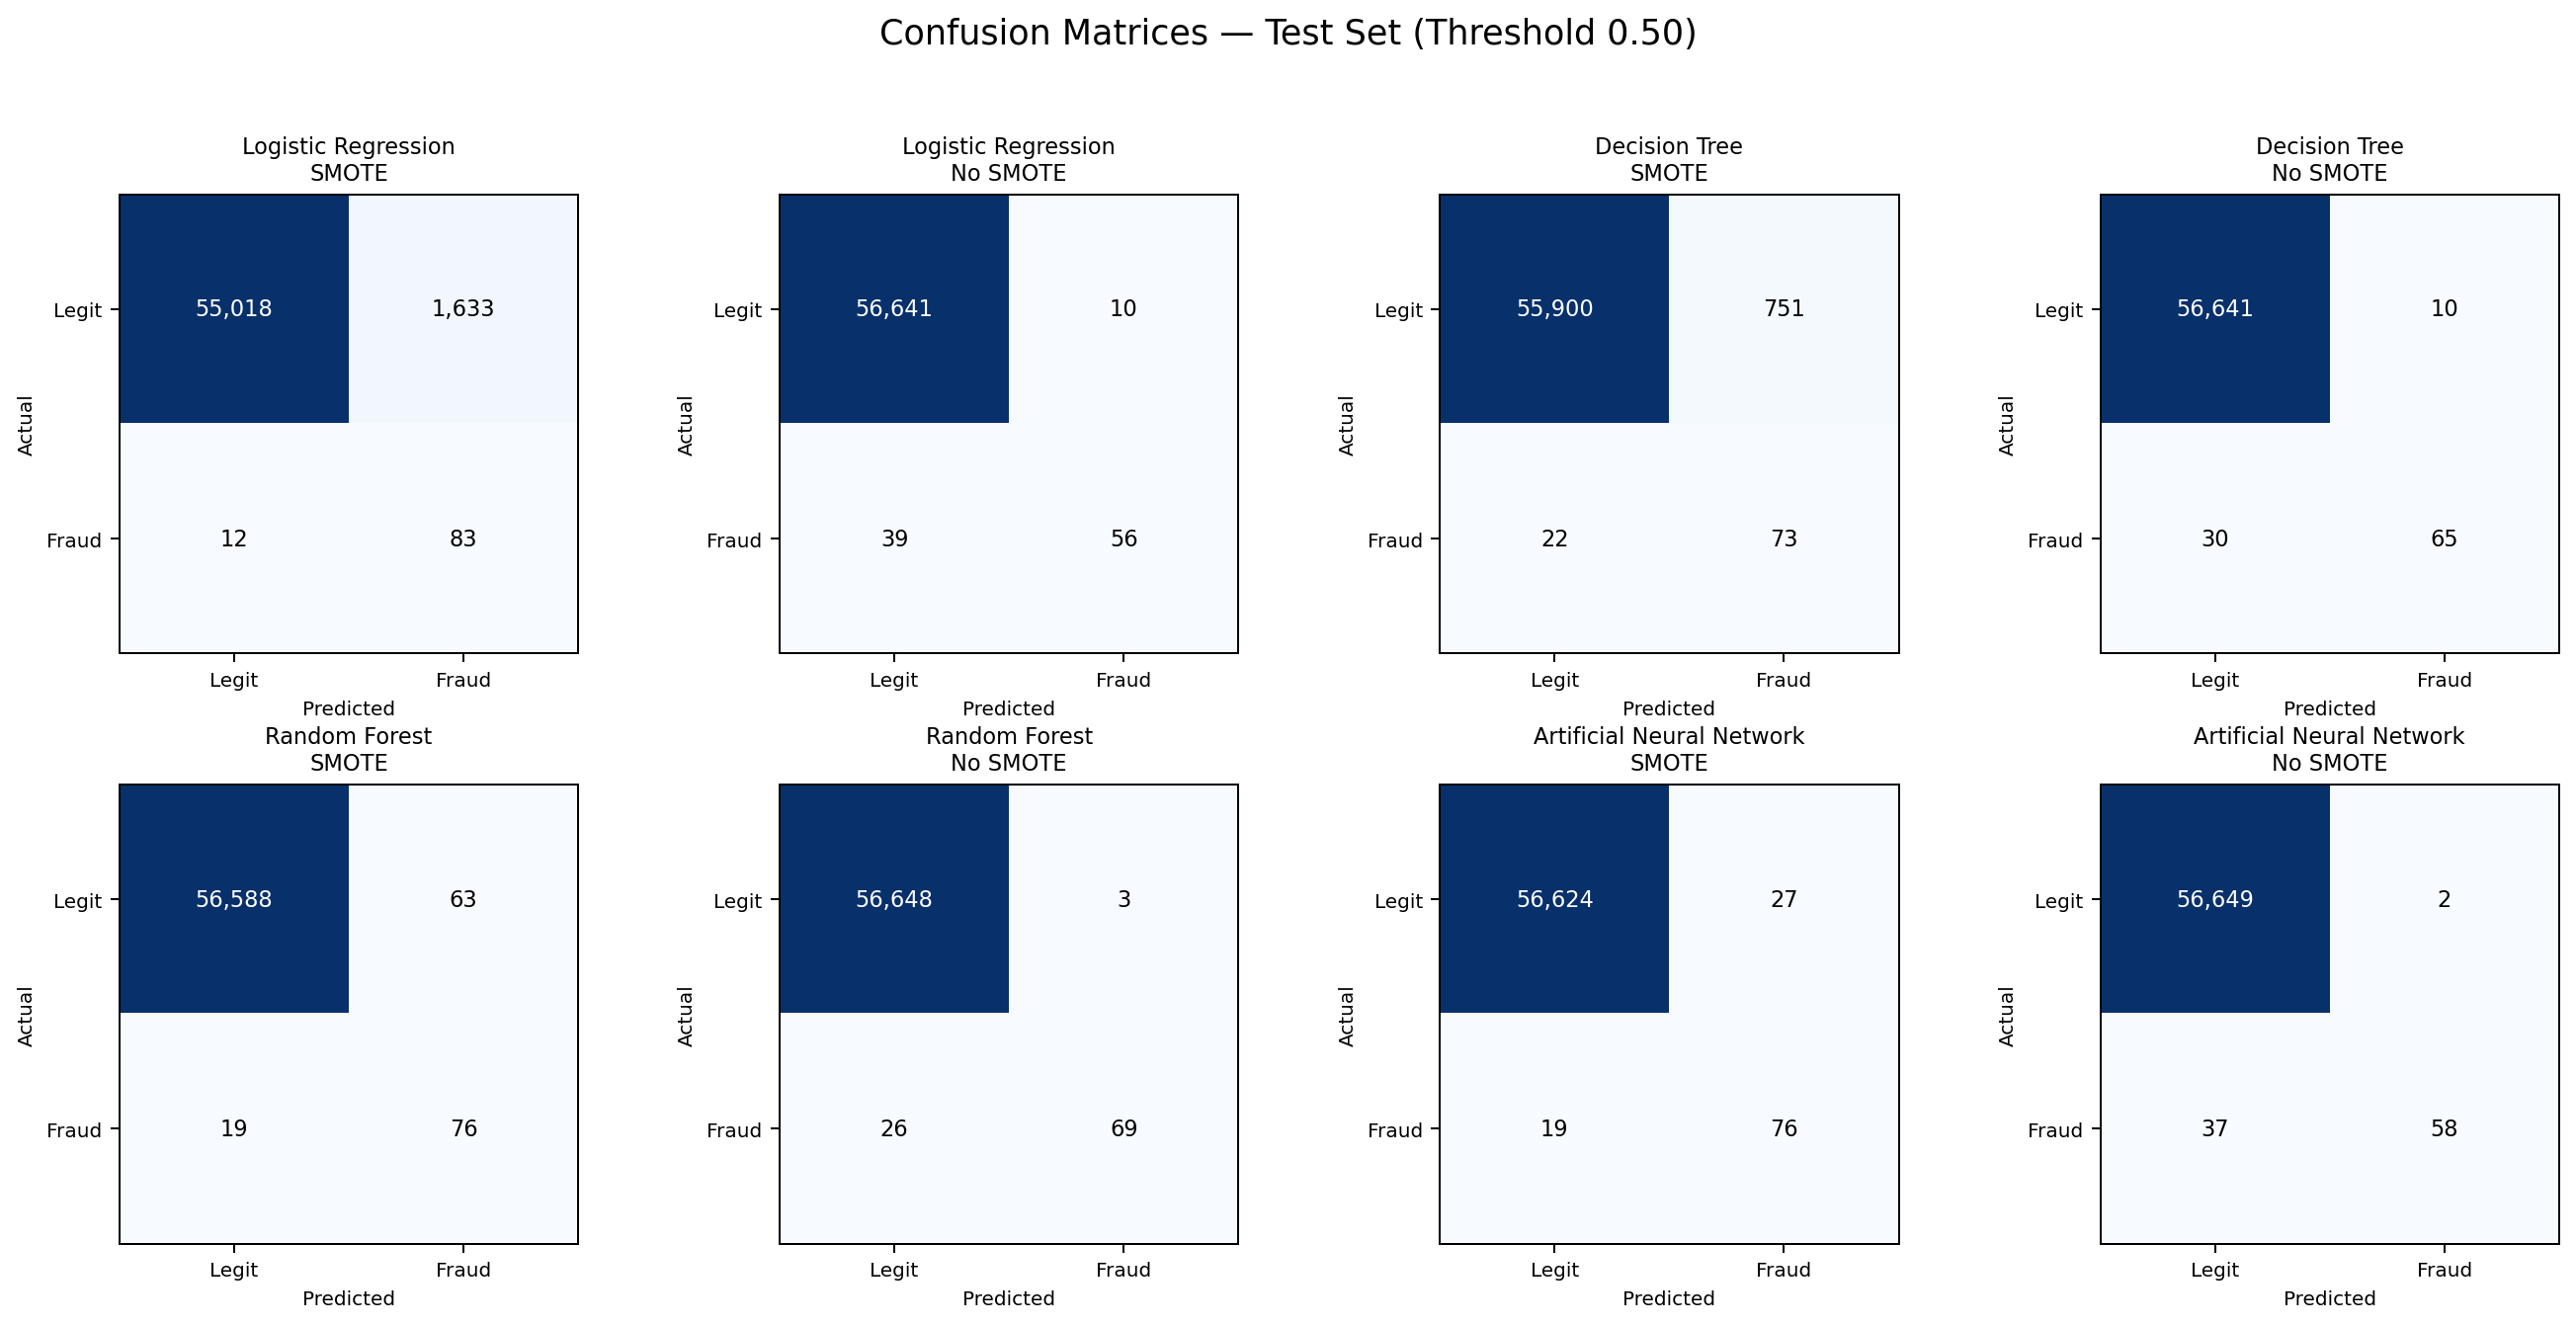 Confusion Matrices — Test Set (Threshold 0.50)
Logistic Regression
SMOTE
Legit
55,018
1,633
Actual
Fraud
12
83
Legit
Fraud
Predicted
Logistic Regression
No SMOTE
Legit
56,641
10
Actual
Fraud
39
56
Legit
Fraud
Predicted
Decision Tree
SMOTE
Legit
55,900
751
Actual
Fraud
22
73
Legit
Fraud
Predicted
Decision Tree
No SMOTE
Legit
56,641
10
Actual
Fraud
30
65
Legit
Fraud
Predicted
Random Forest
SMOTE
Legit
56,588
63
Actual
Fraud
19
76
Legit
Fraud
Predicted
Random Forest
No SMOTE
Legit
56,648
3
Actual
Fraud
26
69
Legit
Fraud
Predicted
Artificial Neural Network
SMOTE
Legit
56,624
27
Actual
Fraud
19
76
Legit
Fraud
Predicted
Artificial Neural Network
No SMOTE
Legit
56,649
2
Actual
Fraud
37
58
Legit
Fraud
Predicted